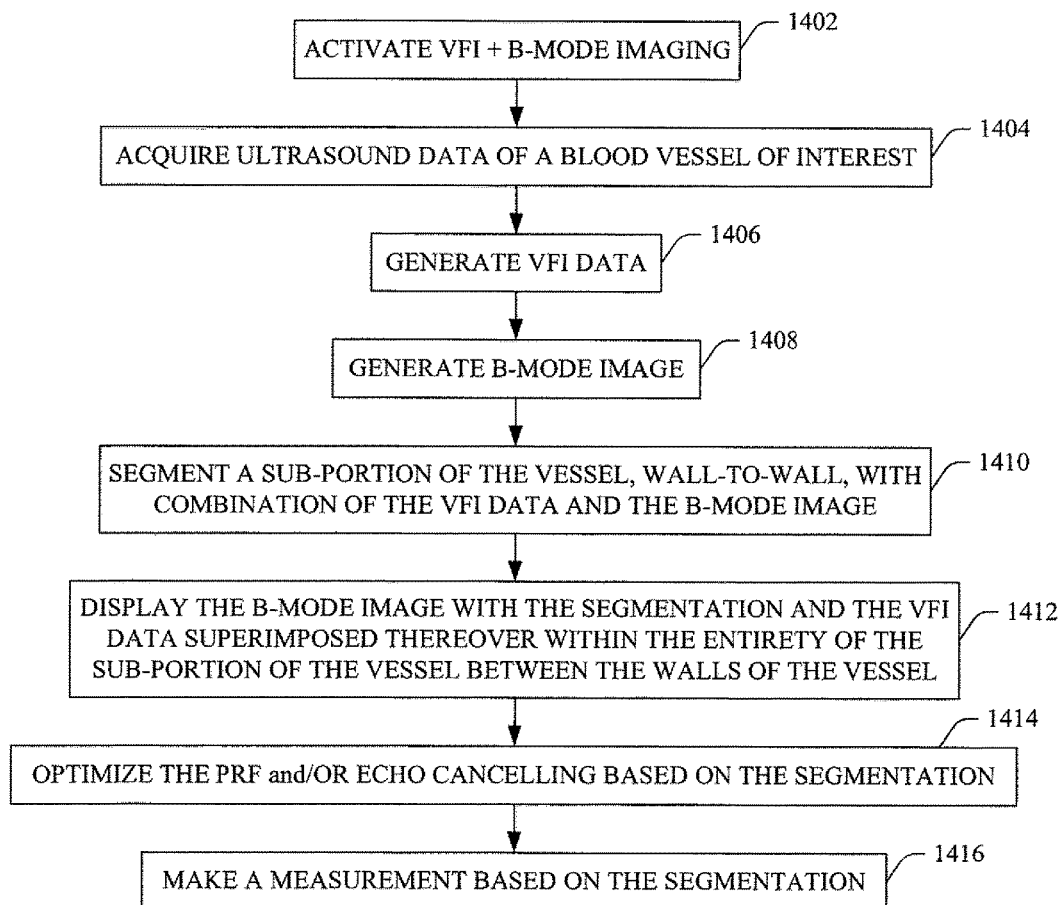 1402
ACTIVATE VFI + B-MODE IMAGING
1404
ACQUIRE ULTRASOUND DATA OF A BLOOD VESSEL OF INTEREST
1406
GENERATE VFI DATA
1408
GENERATE B-MODE IMAGE
1410
SEGMENT A SUB-PORTION OF THE VESSEL, WALL-TO-WALL, WITH
COMBINATION OF THE VFI DATA AND THE B-MODE IMAGE
1412
DISPLAY THE B-MODE IMAGE WITH THE SEGMENTATION AND THE VFI
DATA SUPERIMPOSED THEREOVER WITHIN THE ENTIRETY OF THE
SUB-PORTION OF THE VESSEL BETWEEN THE WALLS OF THE VESSEL
1414
OPTIMIZE THE PRF and/OR ECHO CANCELLING BASED ON THE SEGMENTATION
1416
MAKE A MEASUREMENT BASED ON THE SEGMENTATION